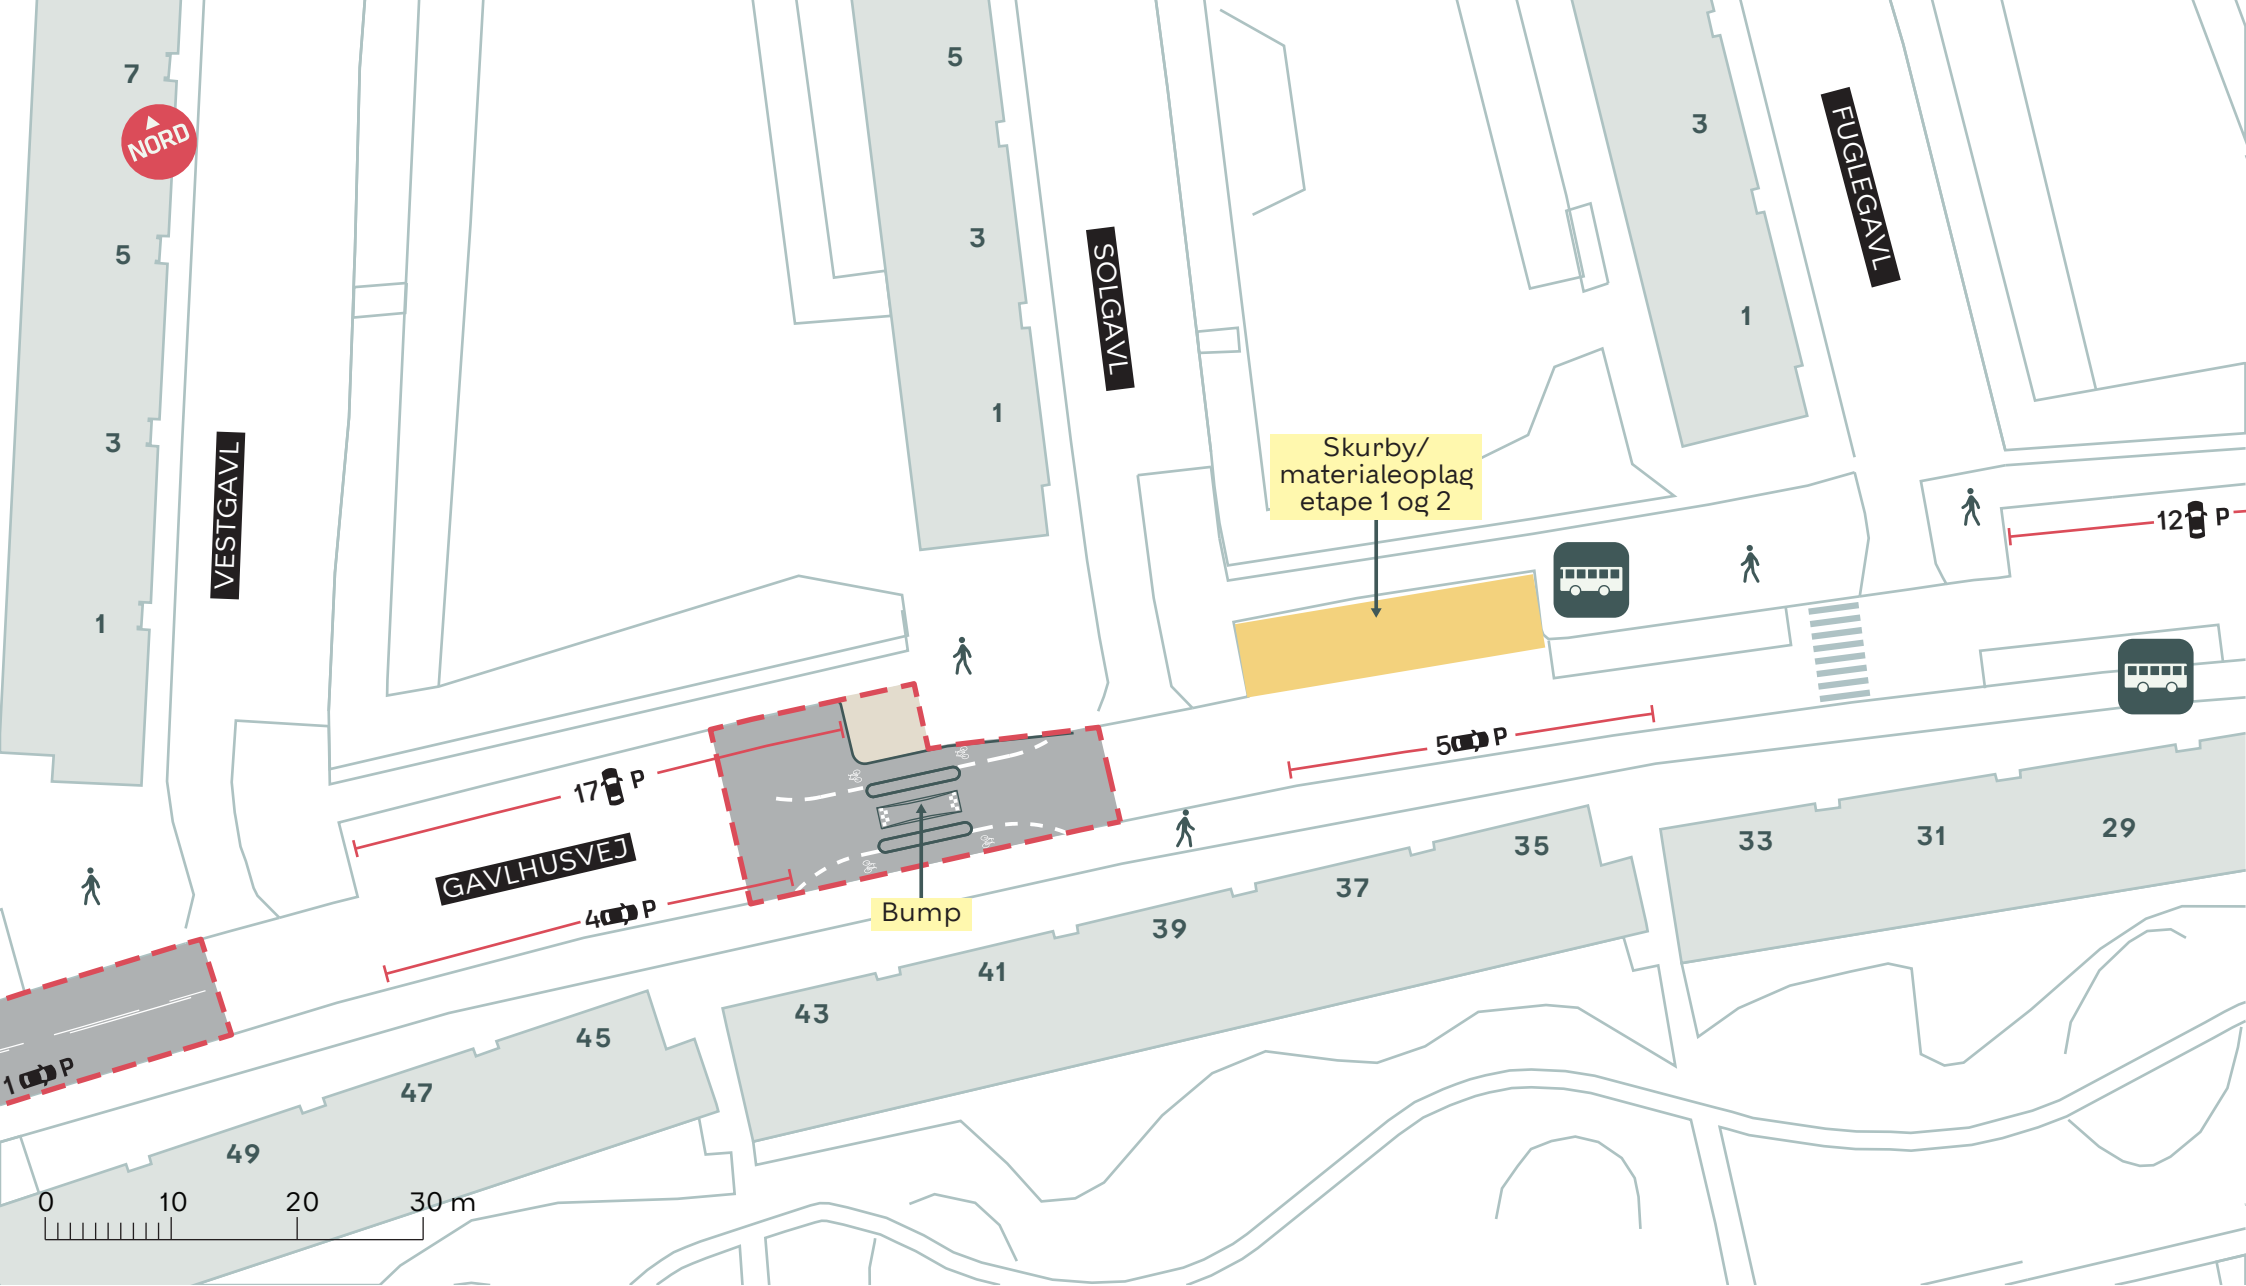 7
NORD
5
3
1
VESTGAVL
5
3
1
SOLGAVL
3
1
FUGLEGAVL
Skurby/
materialeoplag
etape 1 og 2
12 P
5 P
17 P
GAVLHUSVEJ
4 P
Bump
1 P
35
33
31
29
37
39
41
43
45
47
49
0 10 20 30 m